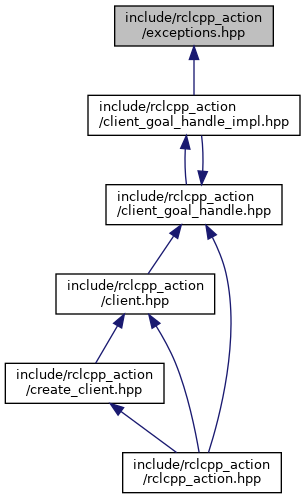 include/rclcpp_action
/exceptions.hpp
include/rclcpp_action
/client_goal_handle_impl.hpp
include/rclcpp_action
/client_goal_handle.hpp
include/rclcpp_action
/client.hpp
include/rclcpp_action
/create_client.hpp
include/rclcpp_action
/rclcpp_action.hpp